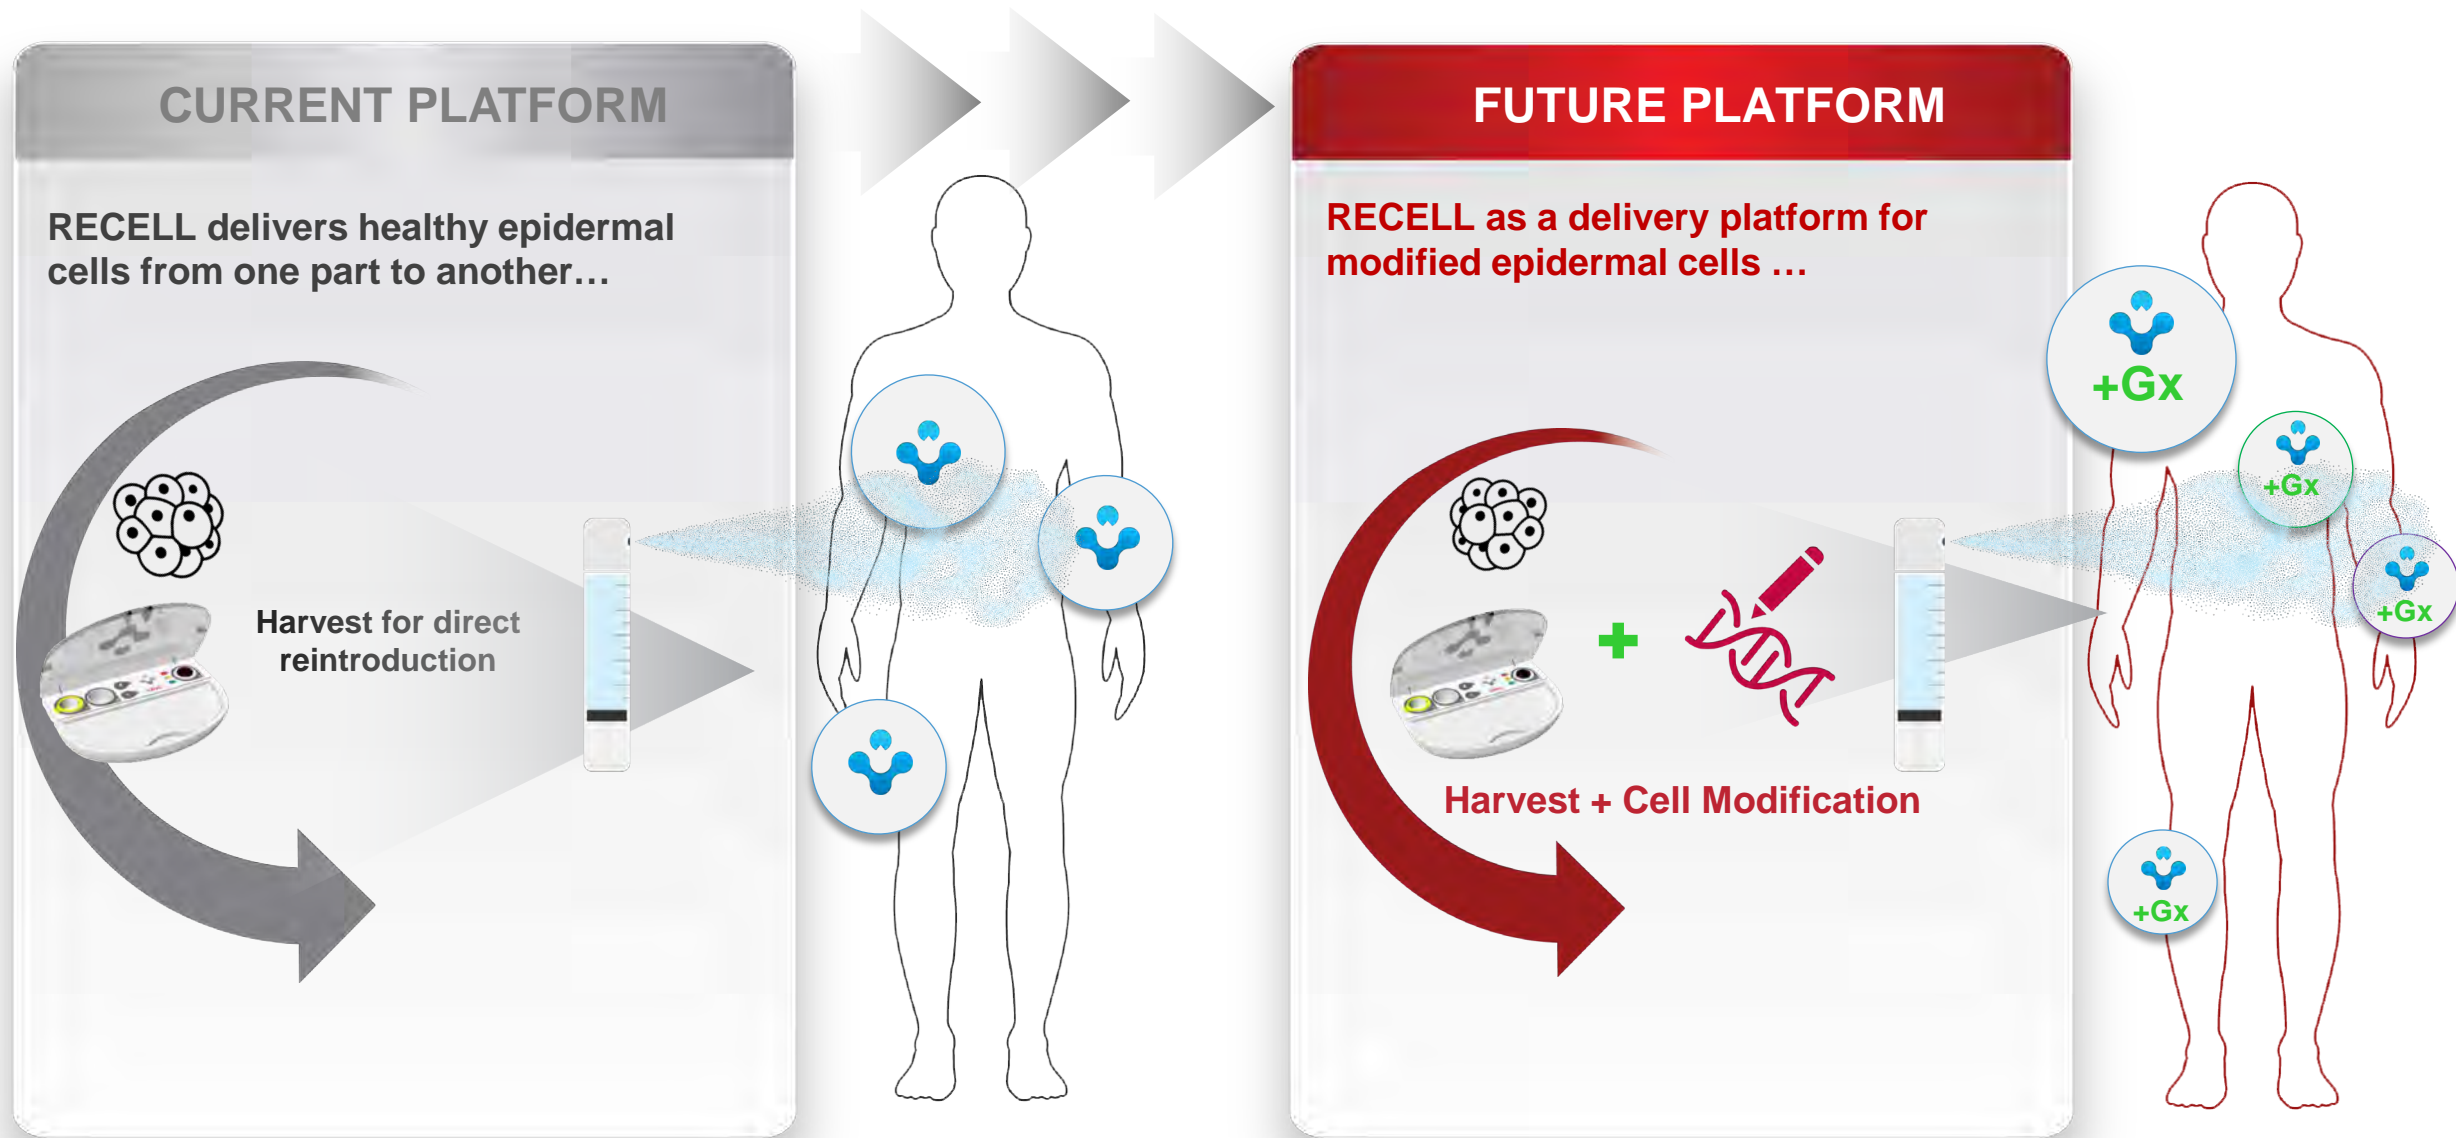 CURRENT PLATFORM
RECELL delivers healthy epidermal
cells from one part to another…
Harvest for direct
reintroduction
FUTURE PLATFORM
RECELL as a delivery platform for
modified epidermal cells …
Harvest + Cell Modification
+Gx
+Gx
+Gx
+Gx